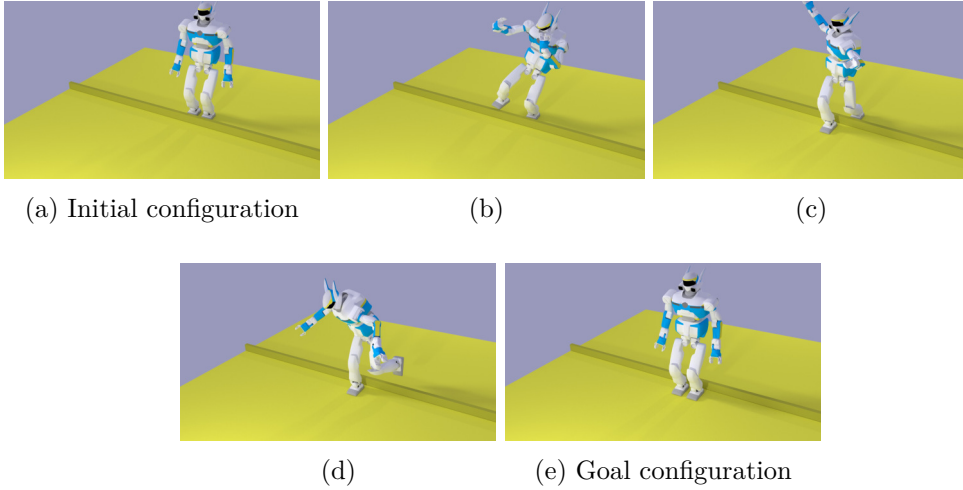 (a) Initial configuration
(b)
(c)
(d)
(e) Goal configuration